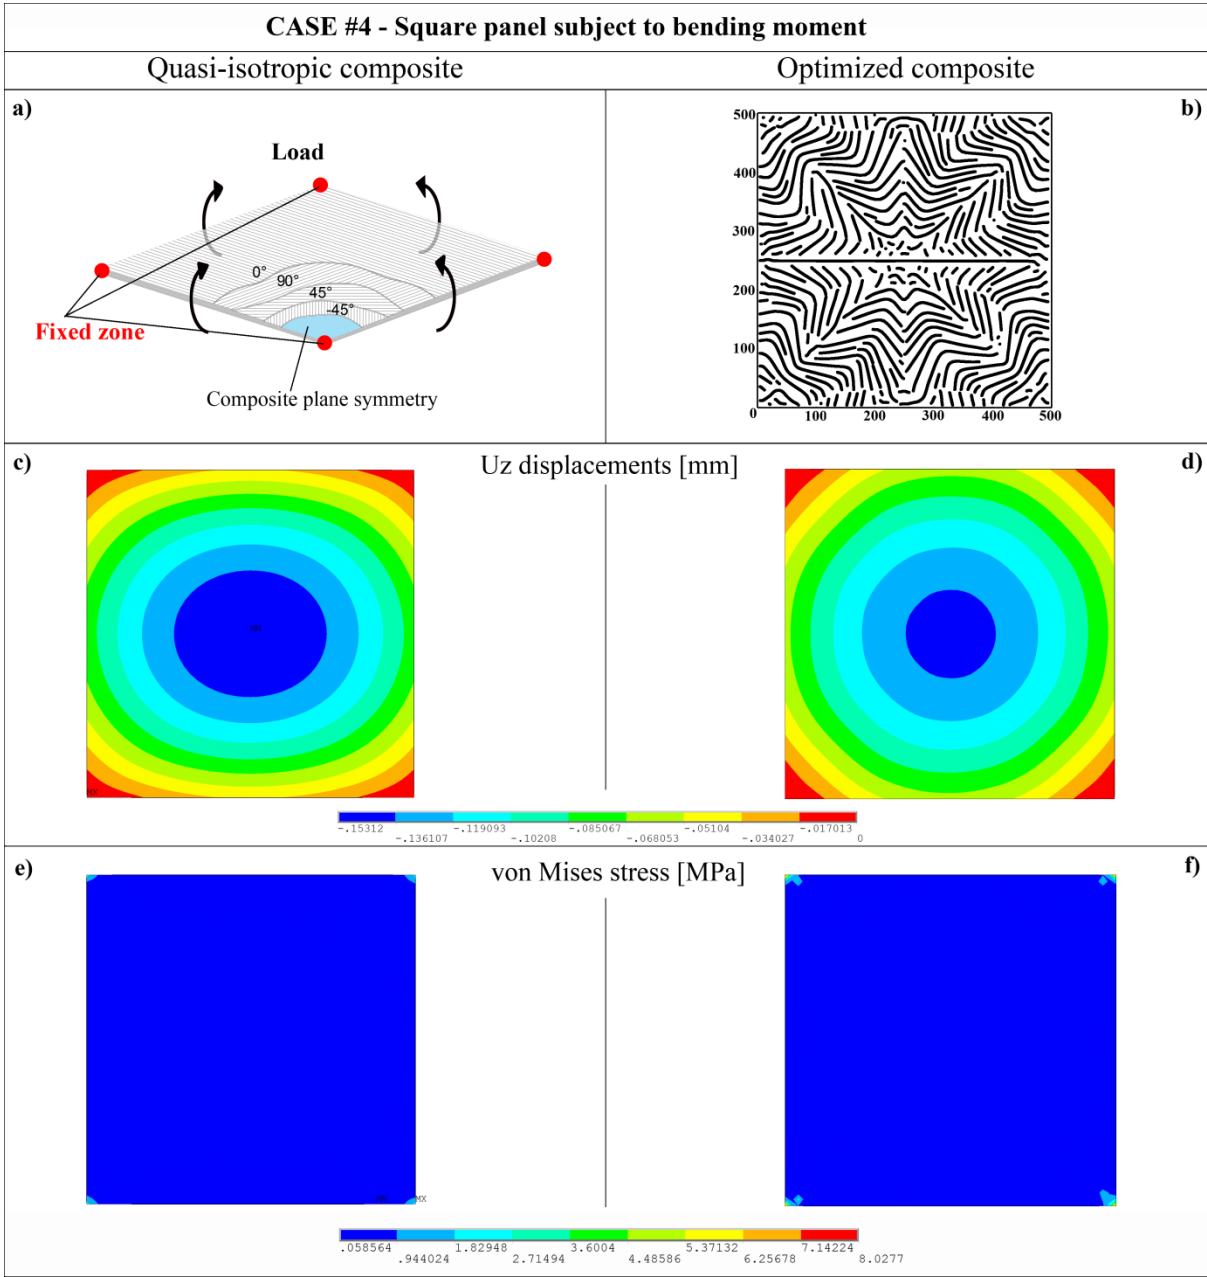 CASE #4 - Square panel subject to bending moment
Quasi-isotropic composite
Optimized composite
a)
Load
0°
90°
45°
-45°
Fixed zone
Composite plane symmetry
b)
500
400
300
200
100
0
100
200
300
400
500
c)
Uz displacements [mm]
d)
MX
-.15312
-.136107
-.119093
-.10208
-.085067
-.068053
-.05104
-.034027
-.017013
0
e)
von Mises stress [MPa]
f)
MX
.058564
.944024
1.82948
2.71494
3.6004
4.48586
5.37132
6.25678
7.14224
8.0277